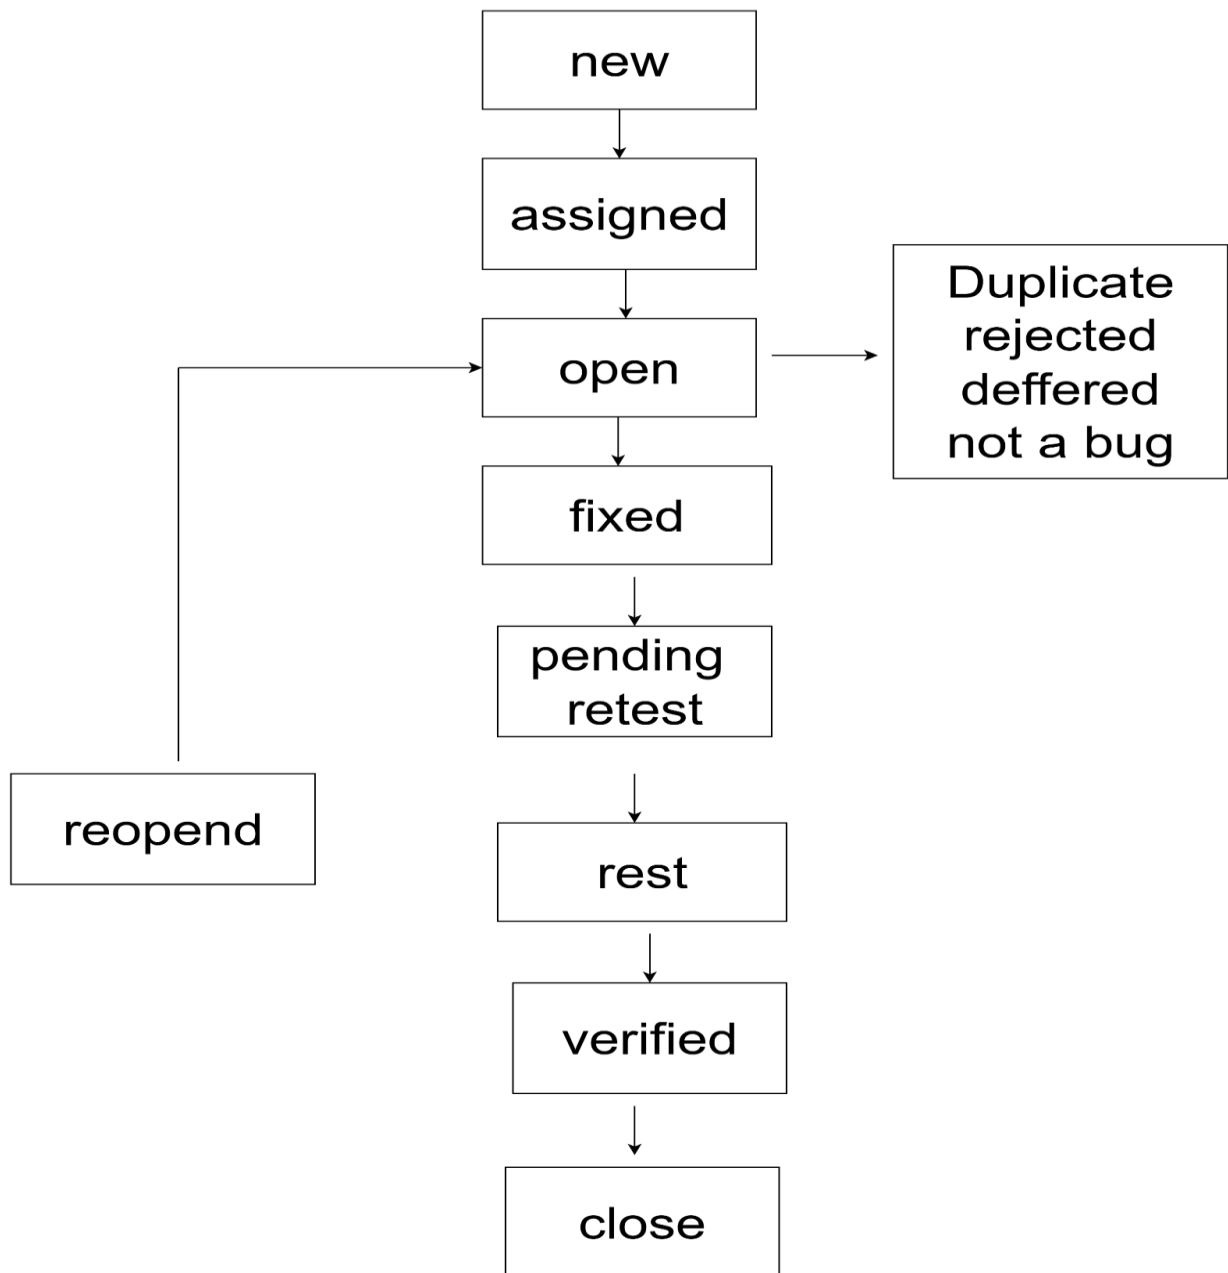 new
assigned
open
Duplicate
rejected
deffered
not a bug
fixed
pending
retest
reopend
rest
verified
close